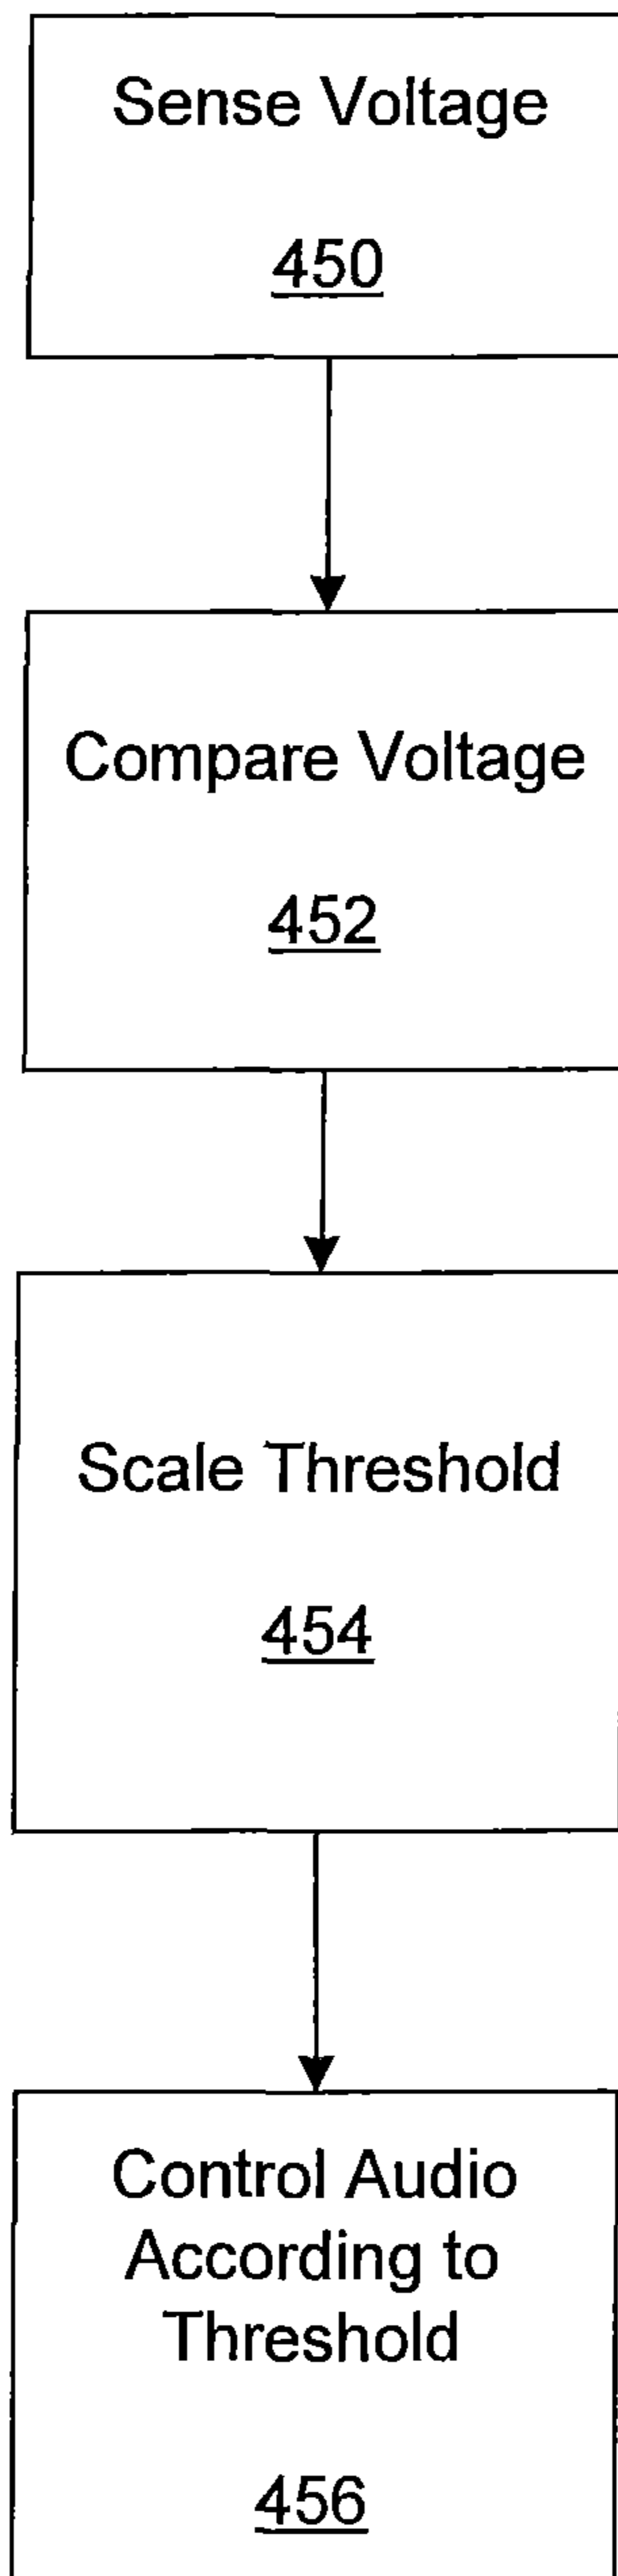 Sense Voltage
450
Compare Voltage
452
Scale Threshold
454
Control Audio
According to
Threshold
456